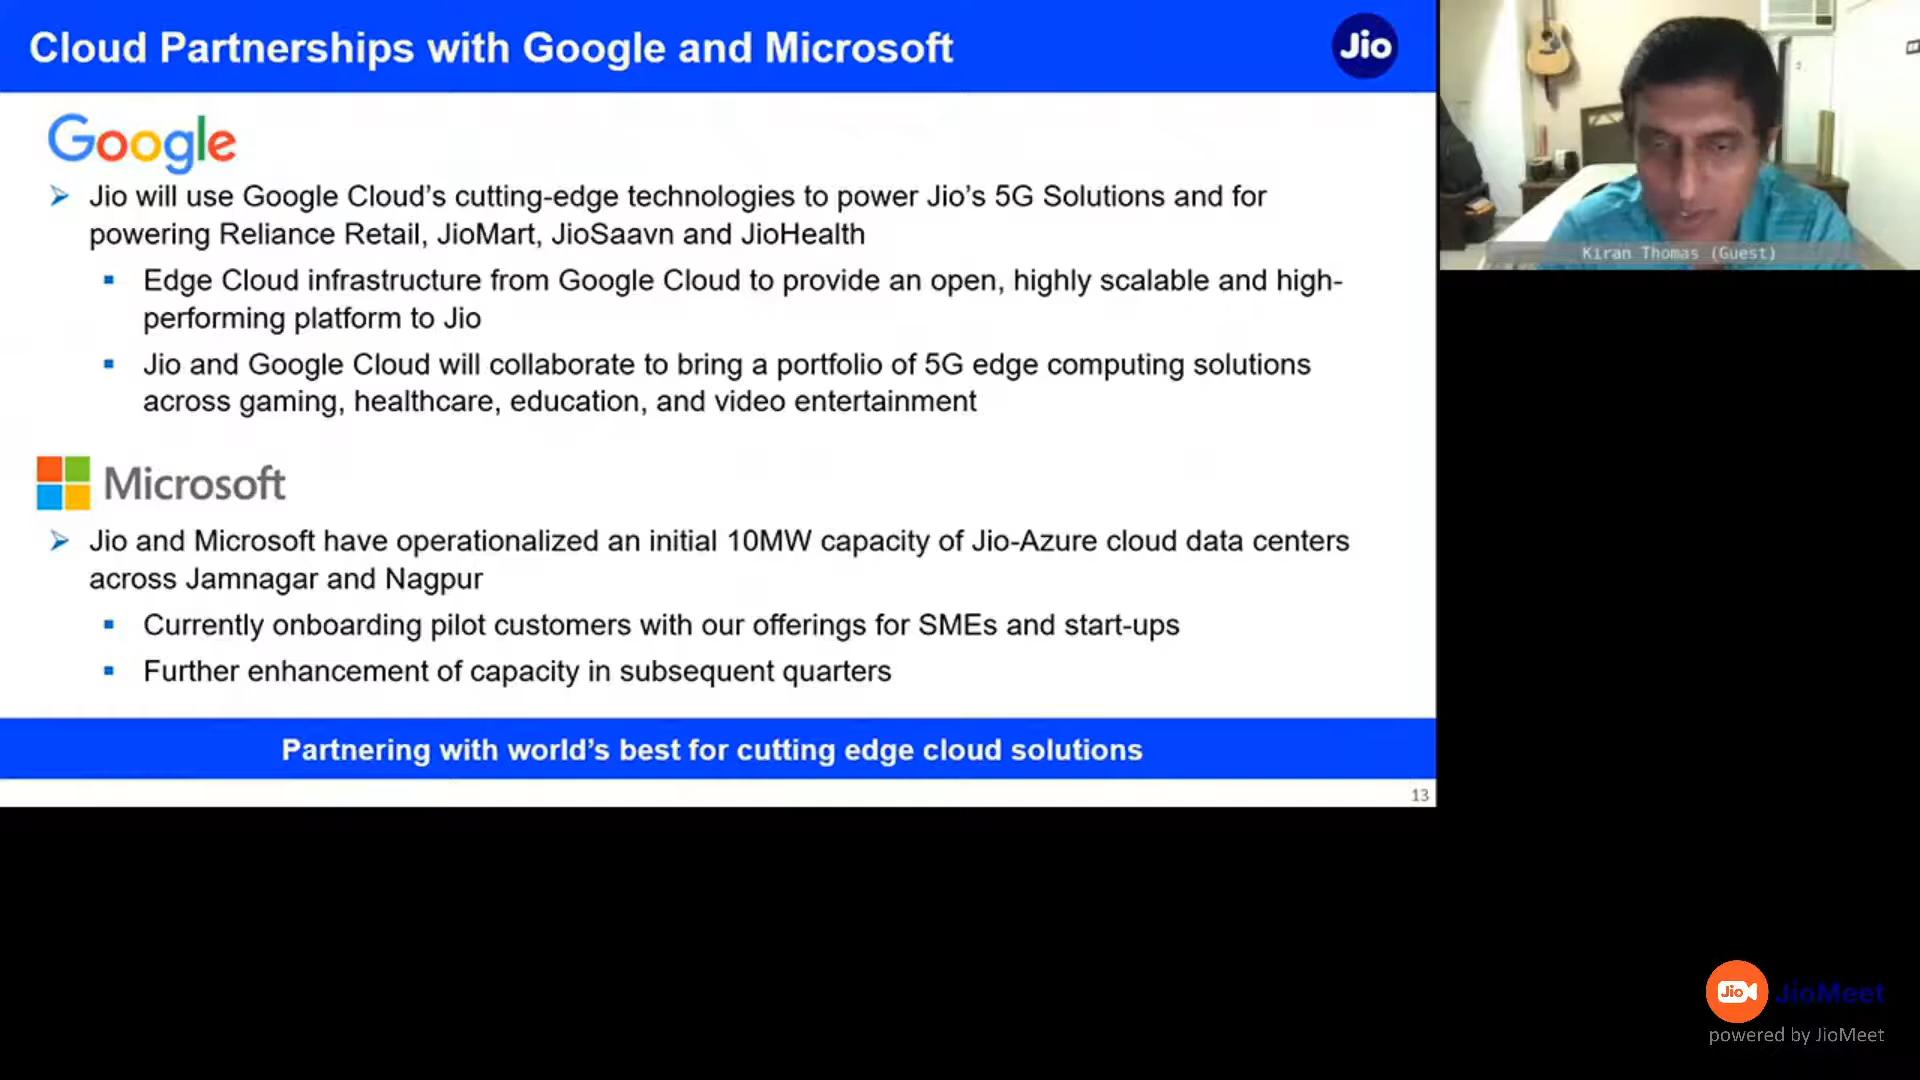 Cloud Partnerships with Google and Microsoft
Jio
Google
Jio will use Google Cloud's cutting-edge technologies to power Jio's 5G Solutions and for
powering Reliance Retail, JioMart, JioSaavn and JioHealth
Edge Cloud infrastructure from Google Cloud to provide an open, highly scalable and high-
performing platform to Jio
Jio and Google Cloud will collaborate to bring a portfolio of 5G edge computing solutions
across gaming, healthcare, education, and video entertainment
Microsoft
Jio and Microsoft have operationalized an initial 10MW capacity of Jio-Azure cloud data centers
across Jamnagar and Nagpur
Currently onboarding pilot customers with our offerings for SMEs and start-ups
Further enhancement of capacity in subsequent quarters
Partnering with world's best for cutting edge cloud solutions
13
Kiran Thomas (Guest)
Jio
JioMeet
powered by JioMeet